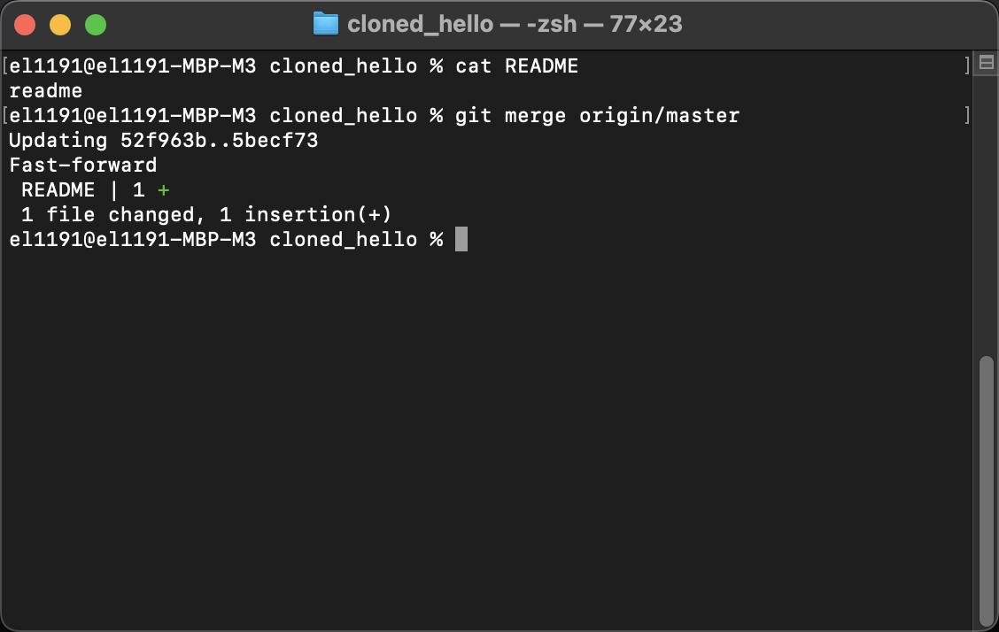 cloned_hello — -zsh — 77×23
[el1191@el1191-MBP-M3 cloned_hello % cat README ]
readme
[el1191@el1191-MBP-M3 cloned_hello % git merge origin/master ]
Updating 52f963b..5becf73
Fast-forward
 README | 1 +
 1 file changed, 1 insertion(+)
el1191@el1191-MBP-M3 cloned_hello %